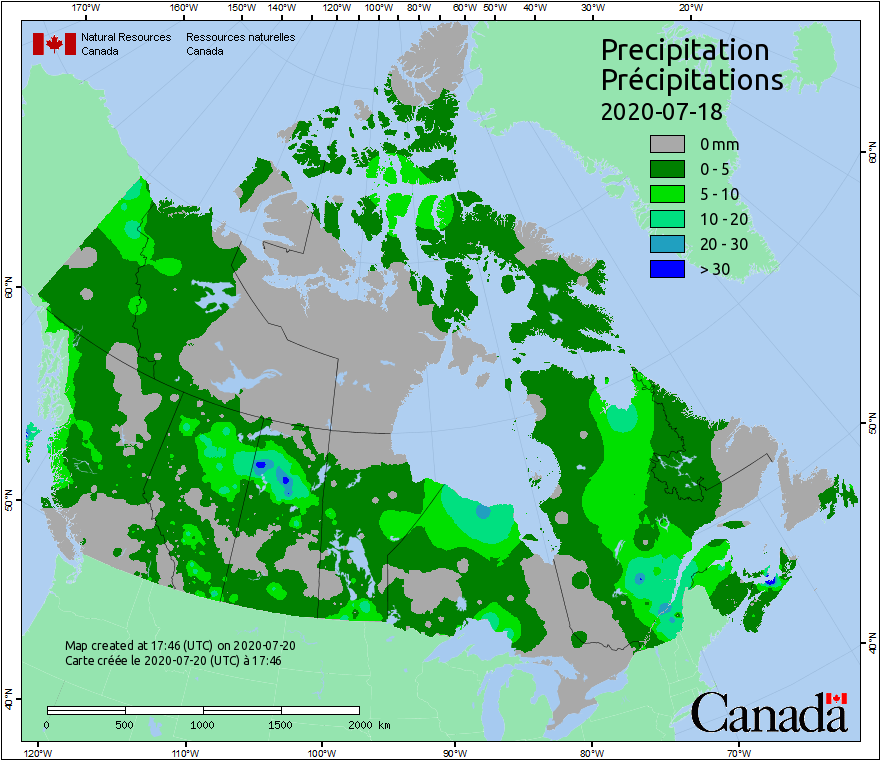 170°W 160°W 150°W 140°W 120°W 100°W 80°W 60°W 50°W 40°W 30°W 20°W
Natural Resources Ressources naturelles
Canada Canada
Precipitation
Précipitations
2020-07-18
0 mm
0 - 5
5 - 10
10 - 20
20 - 30
> 30
60°N
60°N
50°N
50°N
40°N
40°N
Map created at 17:46 (UTC) on 2020-07-20
Carte créée le 2020-07-20 (UTC) à 17:46
0 500 1000 1500 2000 km
Canada
120°W 110°W 100°W 90°W 80°W 70°W